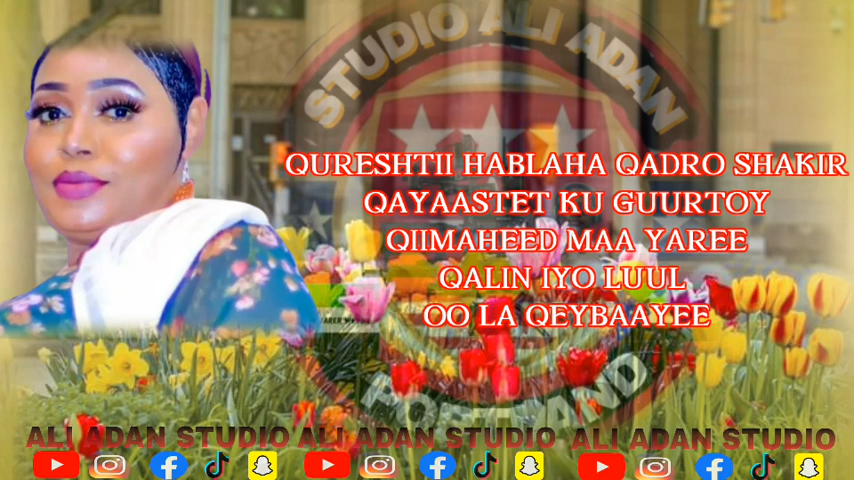 STUDIO ALI ADAN
QURESHTII HABLAHA QADRO SHAKIR
QAYAASTET KU GUURTOY
QIIMAHEED MAA YAREE
QALIN IYO LUUL
OO LA QEYBAAYEE
ALI ADAN STUDIO ALI ADAN STUDIO ALI ADAN STUDIO